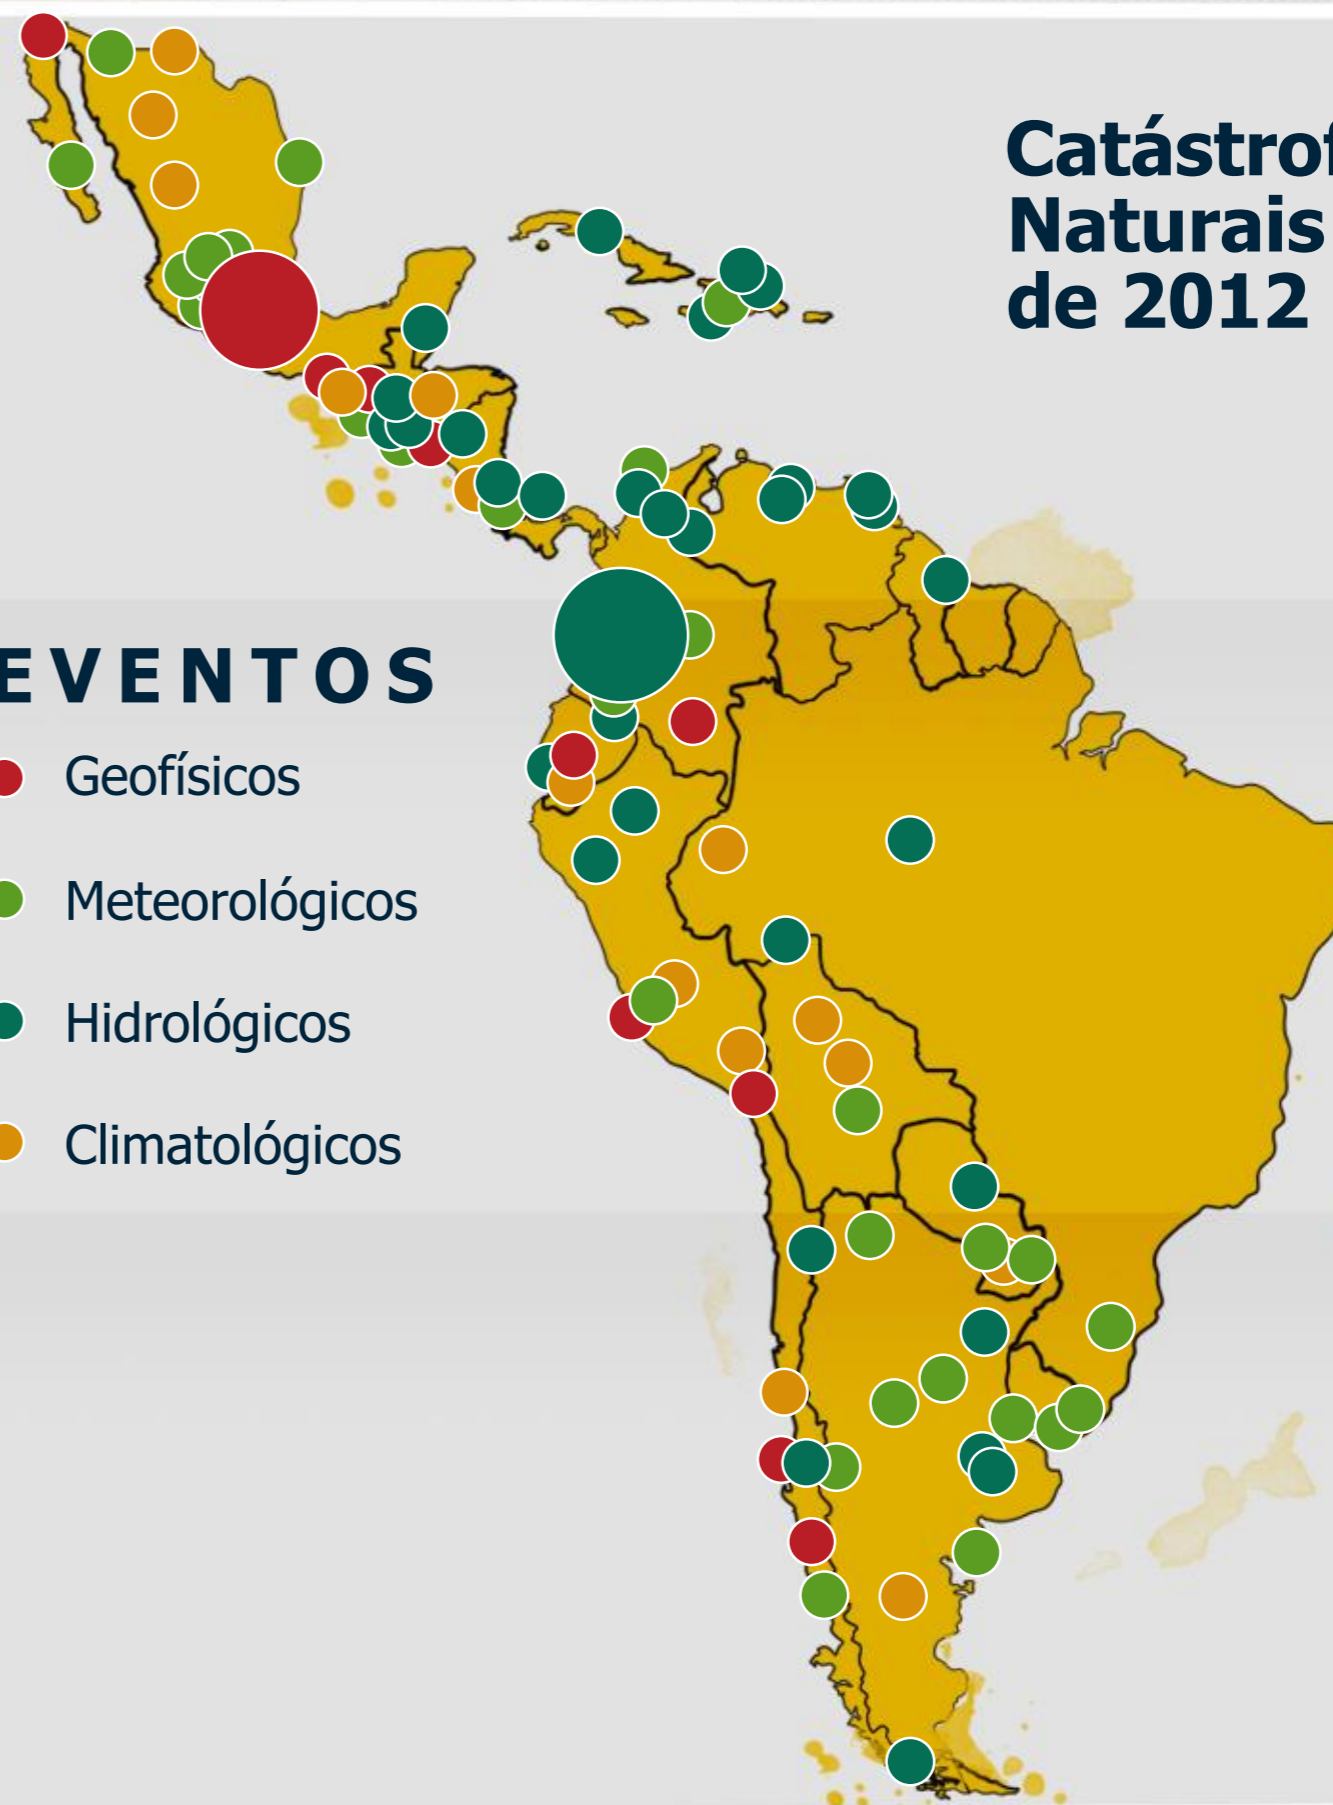 Catástrof
Naturais
de 2012
EVENTOS
Geofísicos
Meteorológicos
Hidrológicos
Climatológicos